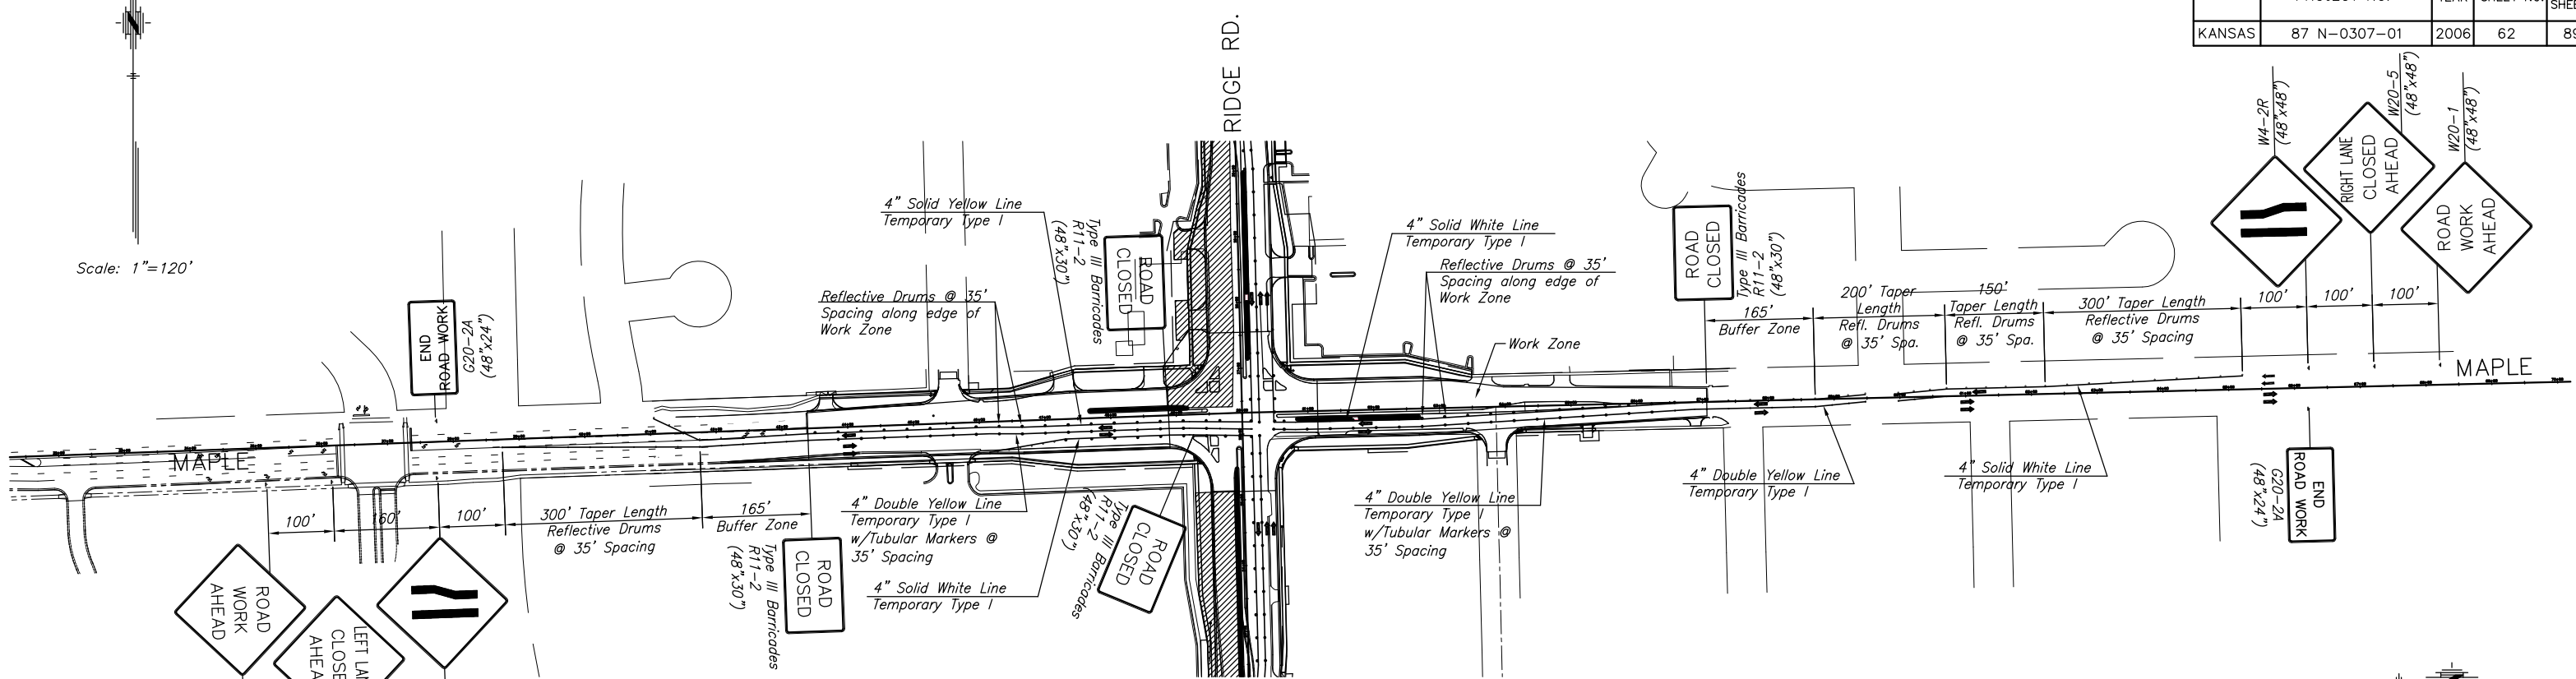 KANSAS 87 N-0307-01 2006 62
RIDGE RD.
Scale: 1"=120'
W4-2R
(48"x48")
W20-5
(48"x48")
W20-1
(48"x48")
RIGHT LANE
CLOSED
AHEAD
ROAD
WORK
AHEAD
4" Solid Yellow Line
Temporary Type I
Type III Barricades
R11-2
(48"x30")
ROAD
CLOSED
4" Solid White Line
Temporary Type I
Reflective Drums @ 35'
Spacing along edge of
Work Zone
ROAD
CLOSED
Type III Barricades
R11-2
(48"x30")
165'
Buffer Zone
200' Taper
Length
Refl. Drums
@ 35' Spa.
150'
Taper Length
Refl. Drums
@ 35' Spa.
300' Taper Length
Reflective Drums
@ 35' Spacing
100'
100'
100'
END
ROAD WORK
G20-2A
(48"x24")
Reflective Drums @ 35'
Spacing along edge of
Work Zone
Work Zone
MAPLE
MAPLE
100'
160'
100'
300' Taper Length
Reflective Drums
@ 35' Spacing
165'
Buffer Zone
Type III Barricades
R11-2
(48"x30")
ROAD
CLOSED
4" Double Yellow Line
Temporary Type I
w/Tubular Markers @
35' Spacing
4" Solid White Line
Temporary Type I
Type III Barricades
R11-2
(48"x30")
ROAD
CLOSED
4" Double Yellow Line
Temporary Type I
w/Tubular Markers @
35' Spacing
4" Double Yellow Line
Temporary Type I
4" Solid White Line
Temporary Type I
G20-2A
(48"x24")
END
ROAD WORK
ROAD
WORK
AHEAD
LEFT